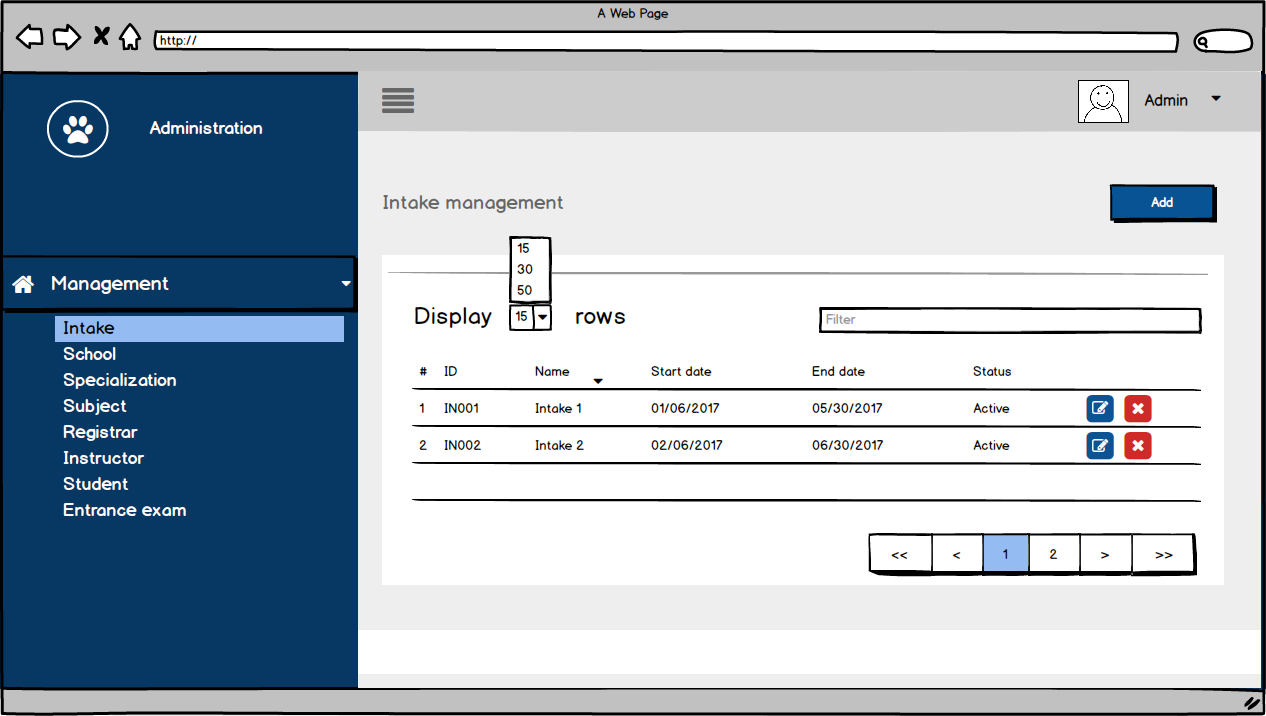 A Web Page
http://
Administration
Admin
Intake management
Add
Management
15
30
50
Display 15 rows
Filter
Intake
School
Specialization
Subject
Registrar
Instructor
Student
Entrance exam
# ID Name Start date End date Status
1 IN001 Intake 1 01/06/2017 05/30/2017 Active
2 IN002 Intake 2 02/06/2017 06/30/2017 Active
<< < 1 2 > >>